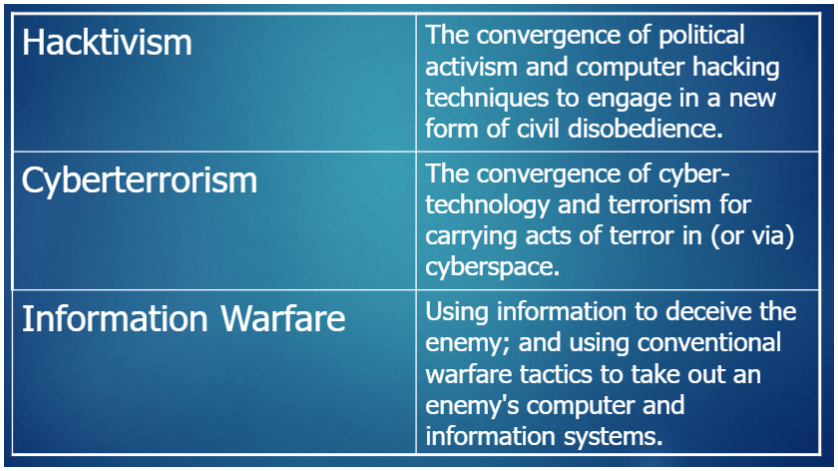 Hacktivism
The convergence of political
activism and computer hacking
techniques to engage in a new
form of civil disobedience.
Cyberterrorism
The convergence of cyber-
technology and terrorism for
carrying acts of terror in (or via)
cyberspace.
Information Warfare
Using information to deceive the
enemy; and using conventional
warfare tactics to take out an
enemy's computer and
information systems.